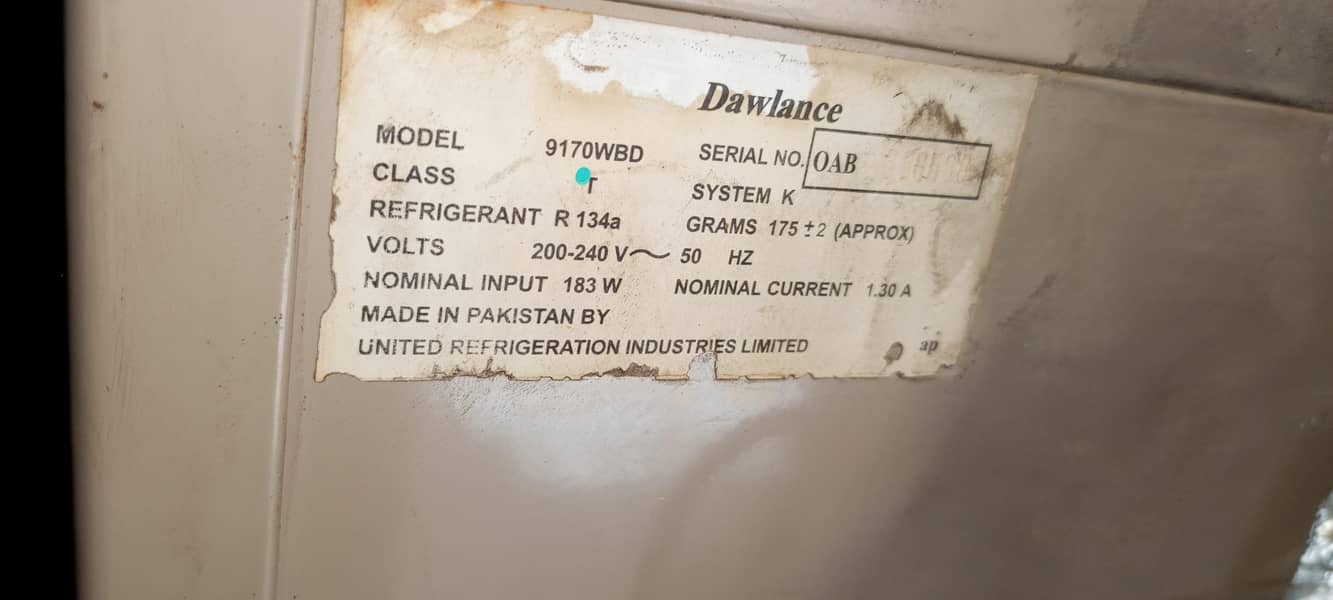 Dawlance
MODEL 9170WBD SERIAL NO. OAB
CLASS T SYSTEM K
REFRIGERANT R 134a GRAMS 175 ±2 (APPROX)
VOLTS 200-240 V～ 50 HZ
NOMINAL INPUT 183 W NOMINAL CURRENT 1.30 A
MADE IN PAKISTAN BY
UNITED REFRIGERATION INDUSTRIES LIMITED
ap